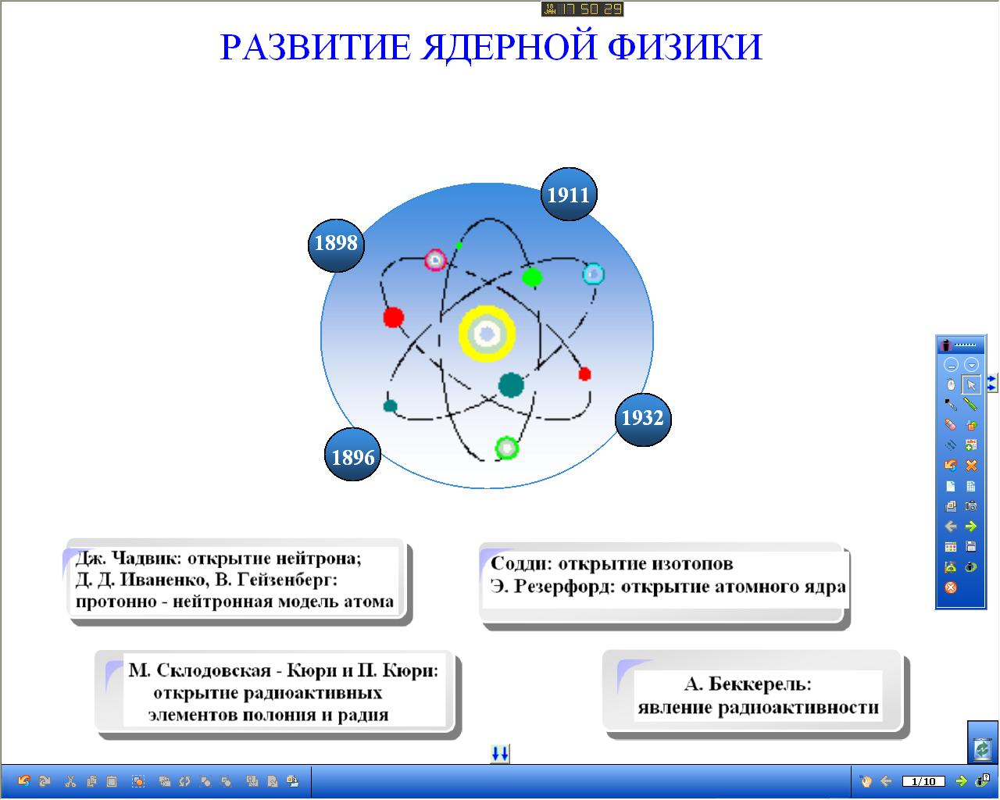 18 JAN 17 50 29
РАЗВИТИЕ ЯДЕРНОЙ ФИЗИКИ
1911
1898
1932
1896
Дж. Чадвик: открытие нейтрона;
Д. Д. Иваненко, В. Гейзенберг:
протонно - нейтронная модель атома
Содди: открытие изотопов
Э. Резерфорд: открытие атомного ядра
М. Склодовская - Кюри и П. Кюри:
открытие радиоактивных
элементов полония и радия
А. Беккерель:
явление радиоактивности
1/10